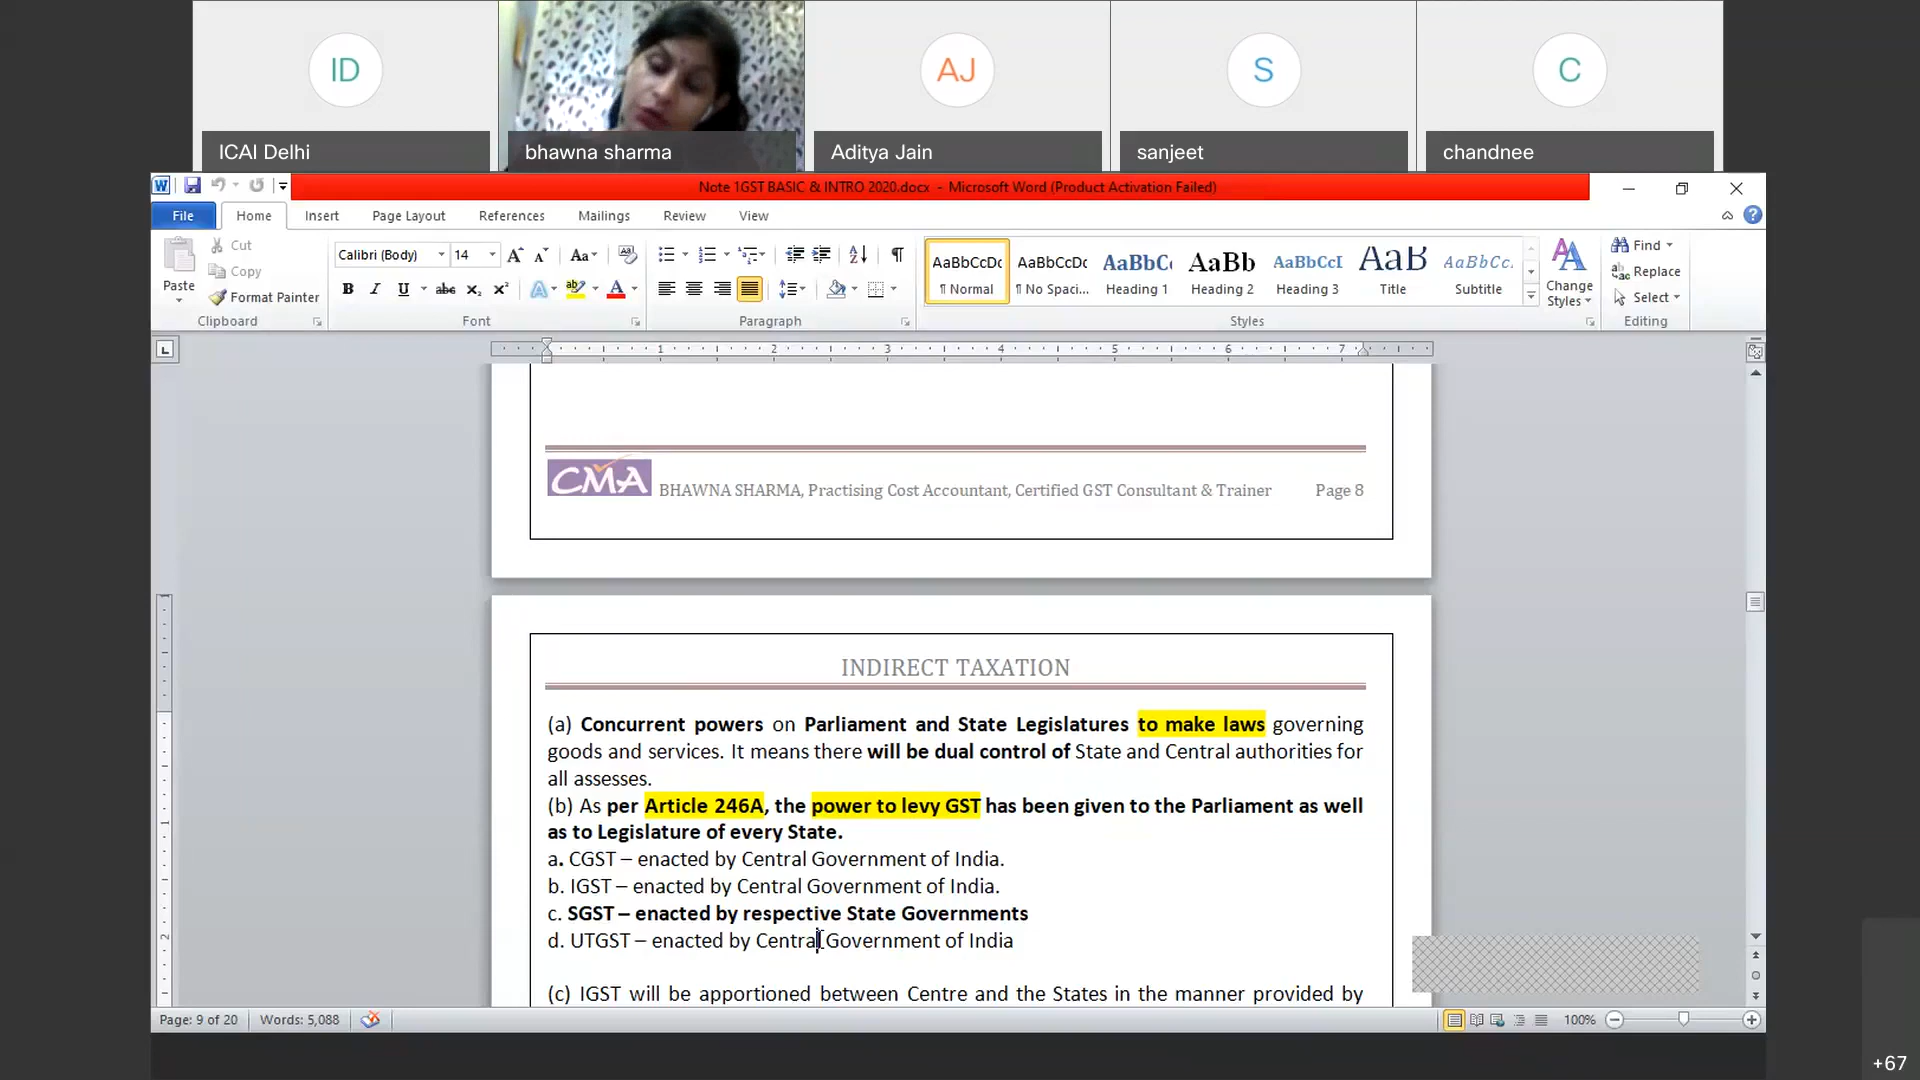 ID
AJ
S
C
ICAI Delhi
bhawna sharma
Aditya Jain
sanjeet
chandnee
W
Note 1GST BASIC & INTRO 2020.docx - Microsoft Word (Product Activation Failed)
File
Home
Insert
Page Layout
References
Mailings
Review
View
Paste
Cut
Copy
Format Painter
Clipboard
Calibri (Body)
14
Font
Paragraph
AaBbCcDc
¶ Normal
AaBbCcDc
¶ No Spaci...
AaBbC
Heading 1
AaBb
Heading 2
AaBbCcI
Heading 3
AaB
Title
AaBbCc.
Subtitle
Styles
Change
Styles
Find
Replace
Select
Editing
1 2 3 4 5 6 7
CMA
BHAWNA SHARMA, Practising Cost Accountant, Certified GST Consultant & Trainer Page 8
INDIRECT TAXATION
(a) Concurrent powers on Parliament and State Legislatures to make laws governing
goods and services. It means there will be dual control of State and Central authorities for
all assesses.
(b) As per Article 246A, the power to levy GST has been given to the Parliament as well
as to Legislature of every State.
a. CGST – enacted by Central Government of India.
b. IGST – enacted by Central Government of India.
c. SGST – enacted by respective State Governments
d. UTGST – enacted by Central Government of India
(c) IGST will be apportioned between Centre and the States in the manner provided by
Page: 9 of 20
Words: 5,088
100%
+67